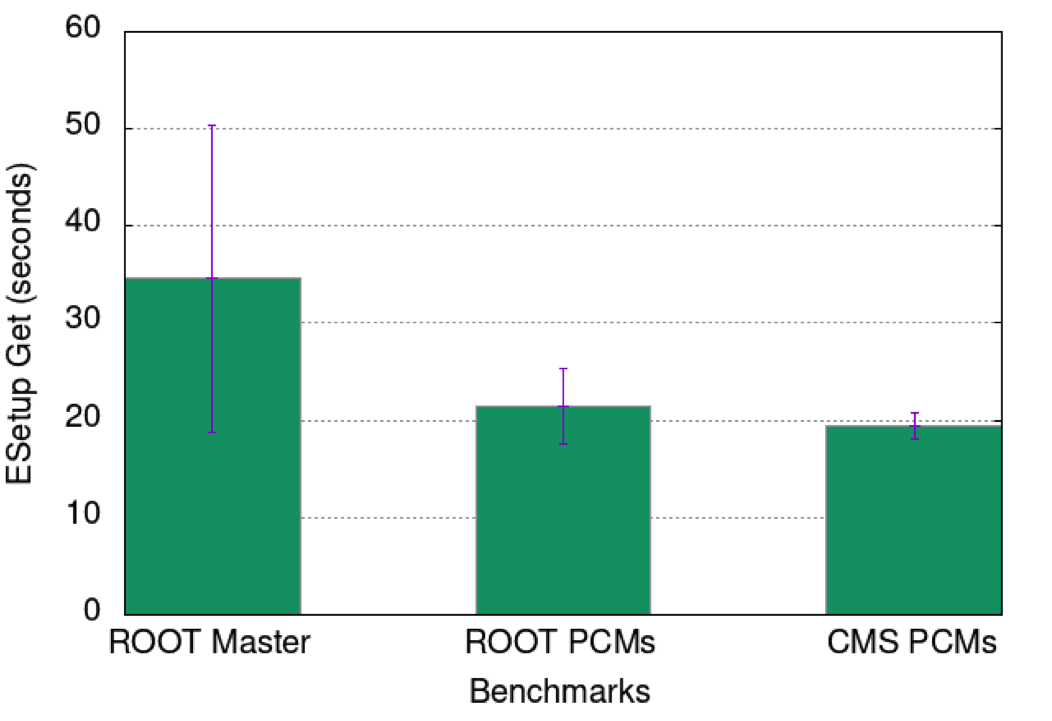 60
50
40
30
20
10
0
ESetup Get (seconds)
ROOT Master
ROOT PCMs
CMS PCMs
Benchmarks